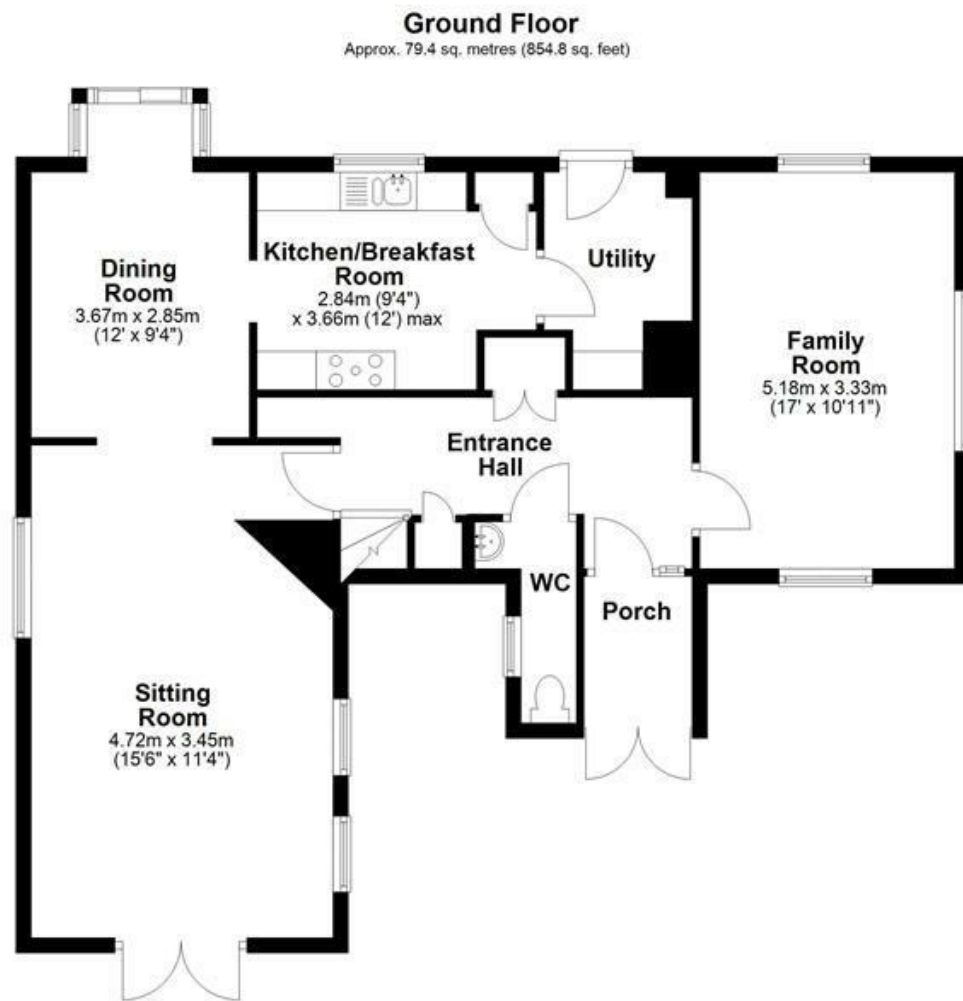 Ground Floor
Approx. 79.4 sq. metres (854.8 sq. feet)
Dining
Room
3.67m x 2.85m
(12' x 9'4")
Kitchen/Breakfast
Room
2.84m (9'4")
x 3.66m (12') max
Utility
Family
Room
5.18m x 3.33m
(17' x 10'11")
Entrance
Hall
WC
Porch
Sitting
Room
4.72m x 3.45m
(15'6" x 11'4")